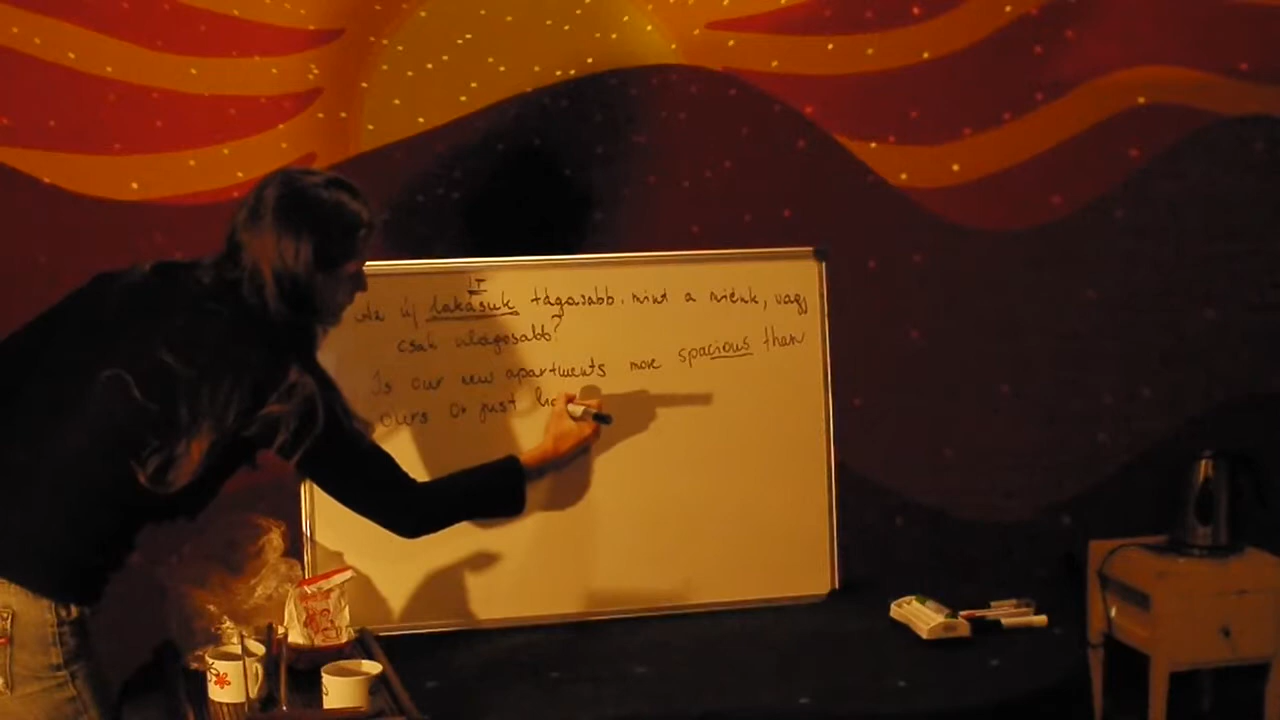 IT
Az új lakásuk tágasabb, mint a miénk, vagy
csak világosabb?
Is our new apartments more spacious than
ours or just